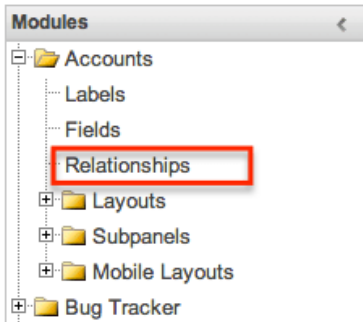 Modules
Accounts
Labels
Fields
Relationships
Layouts
Subpanels
Mobile Layouts
Bug Tracker